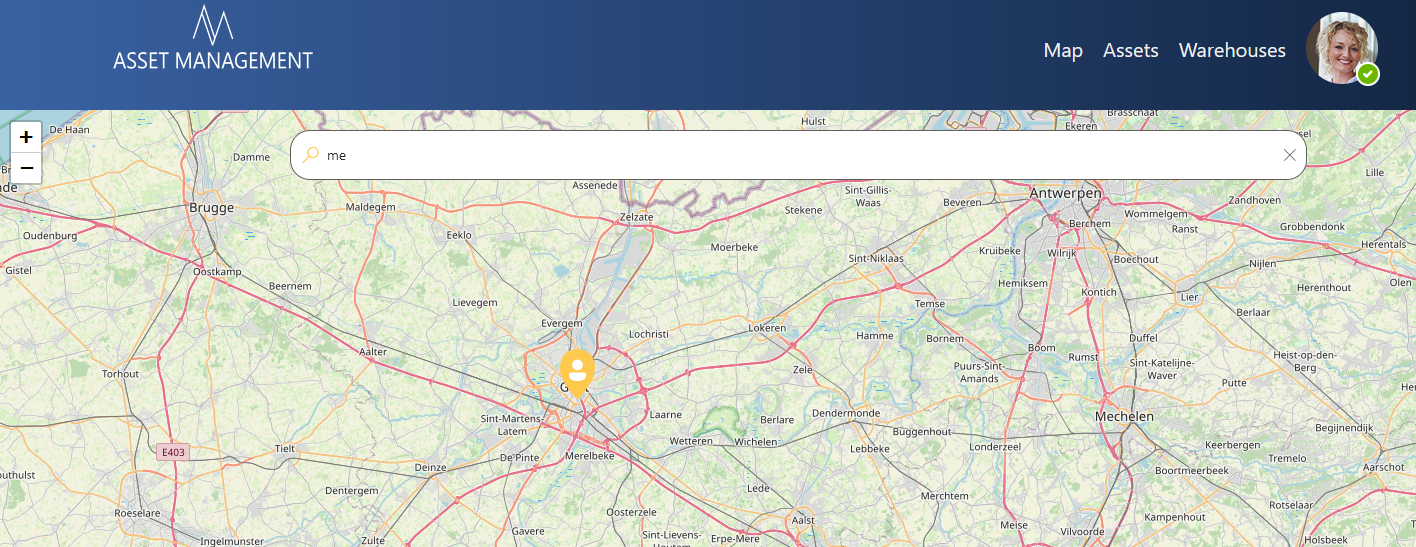 ASSET MANAGEMENT
Map Assets Warehouses
+
−
me
De Haan
Hulst
Brasschaat
Ekeren
Damme
Assenede
Sint-Gillis-
Waas
Beveren
Antwerpen
Lille
Zandhoven
Brugge
Maldegem
Zelzate
Stekene
Berchem
Wommelgem
Ranst
Grobbendonk
Oudenburg
Eeklo
Moerbeke
Kruibeke
Wilrijk
Boechout
Herentals
Gistel
Oostkamp
Sint-Niklaas
Nijlen
Beernem
Hemiksem
Kontich
Lier
Herenthout
Olen
Lievegem
Temse
Berlaar
Evergem
Lochristi
Lokeren
Hamme
Bornem
Duffel
Aalter
Boom
Rumst
Heist-op-den-
Berg
Torhout
Zele
Puurs-Sint-
Amands
Sint-Katelijne-
Waver
Putte
Sint-Martens-
Latem
Laarne
Berlare
Dendermonde
Mechelen
Begijnendijk
E403
Tielt
De Pinte
Merelbeke
Wetteren
Wichelen
Buggenhout
Lebbeke
Londerzeel
Keerbergen
Tremelo
Aarschot
Deinze
Boortmeerbeek
Dentergem
Lede
Merchtem
Rotselaar
Roeselare
Oosterzele
Gavere
Aalst
Meise
Vilvoorde
Kampenhout
Ingelmunster
Zulte
Sint-Lievens-
Erpe-Mere
Holsbeek